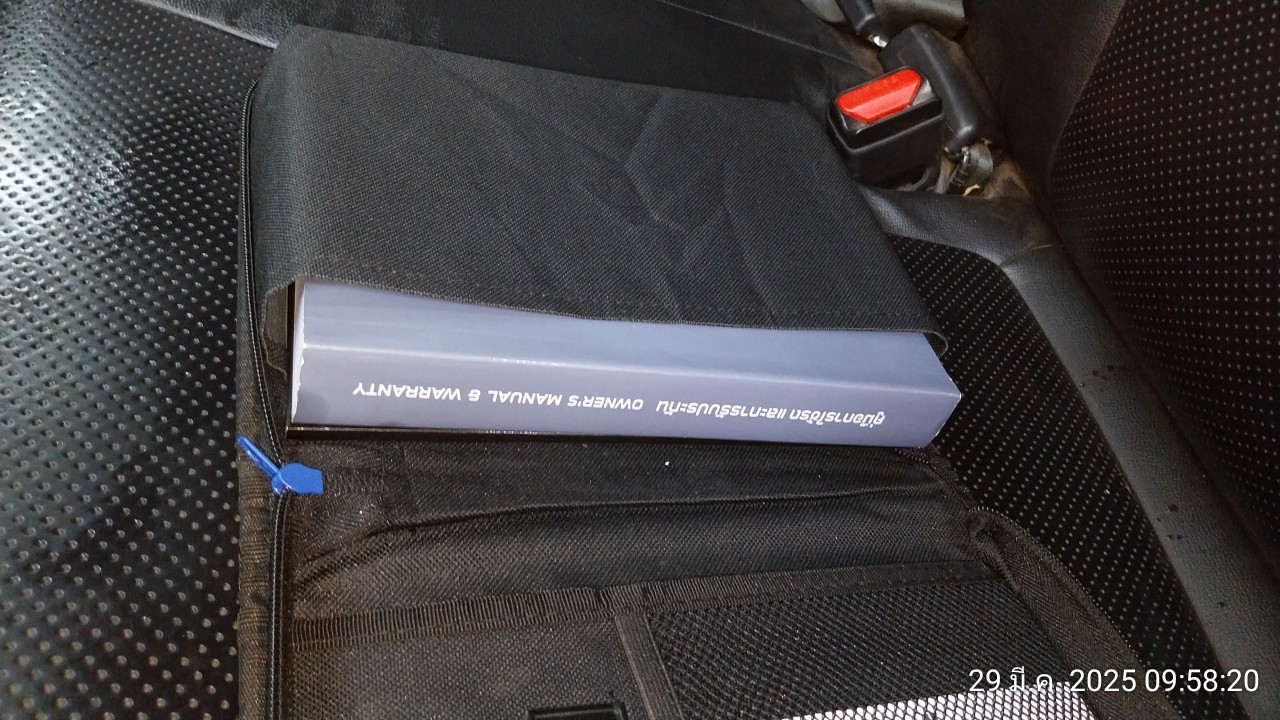 คู่มือการใช้รถ และการรับประกัน OWNER'S MANUAL & WARRANTY
29 มี.ค. 2025 09:58:20